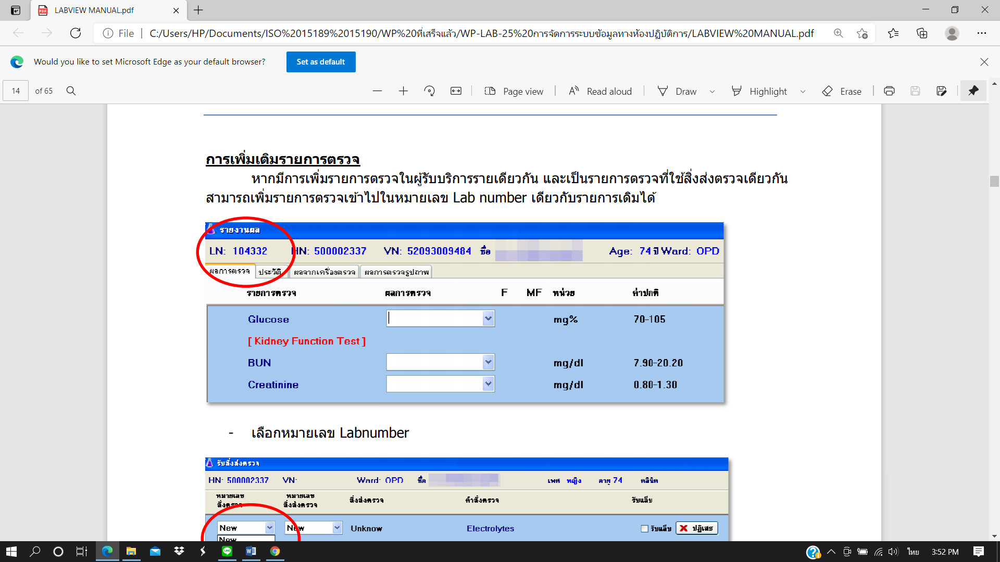 LABVIEW MANUAL.pdf
File | C:/Users/HP/Documents/ISO%2015189%2015190/WP%20ที่เสร็จแล้ว/WP-LAB-25%20การจัดการระบบข้อมูลทางห้องปฏิบัติการ/LABVIEW%20MANUAL.pdf
Would you like to set Microsoft Edge as your default browser? Set as default
14 of 65 Page view Read aloud Draw Highlight Erase
การเพิ่มเติมรายการตรวจ
หากมีการเพิ่มรายการตรวจในผู้รับบริการรายเดียวกัน และเป็นรายการตรวจที่ใช้สิ่งส่งตรวจเดียวกัน
สามารถเพิ่มรายการตรวจเข้าไปในหมายเลข Lab number เดียวกับรายการเดิมได้
รายงานผล
LN: 104332 HN: 500002337 VN: 52093009484 ชื่อ Age: 74 ปี Ward: OPD
ผลการตรวจ ประวัติ ผลจากเครื่องตรวจ ผลการตรวจรูปภาพ
รายการตรวจ ผลการตรวจ F MF หน่วย ค่าปกติ
Glucose mg% 70-105
[ Kidney Function Test ]
BUN mg/dl 7.90-20.20
Creatinine mg/dl 0.80-1.30
- เลือกหมายเลข Labnumber
รับสิ่งส่งตรวจ
HN: 500002337 VN: Ward: OPD ชื่อ เพศ หญิง อายุ 74 คลินิค
หมายเลข หมายเลข
สั่งตรวจ สิ่งส่งตรวจ สิ่งส่งตรวจ คำสั่งตรวจ รับแล็บ
New New Unknow Electrolytes รับแล็บ ปฏิเสธ
New
ไทย 3:52 PM